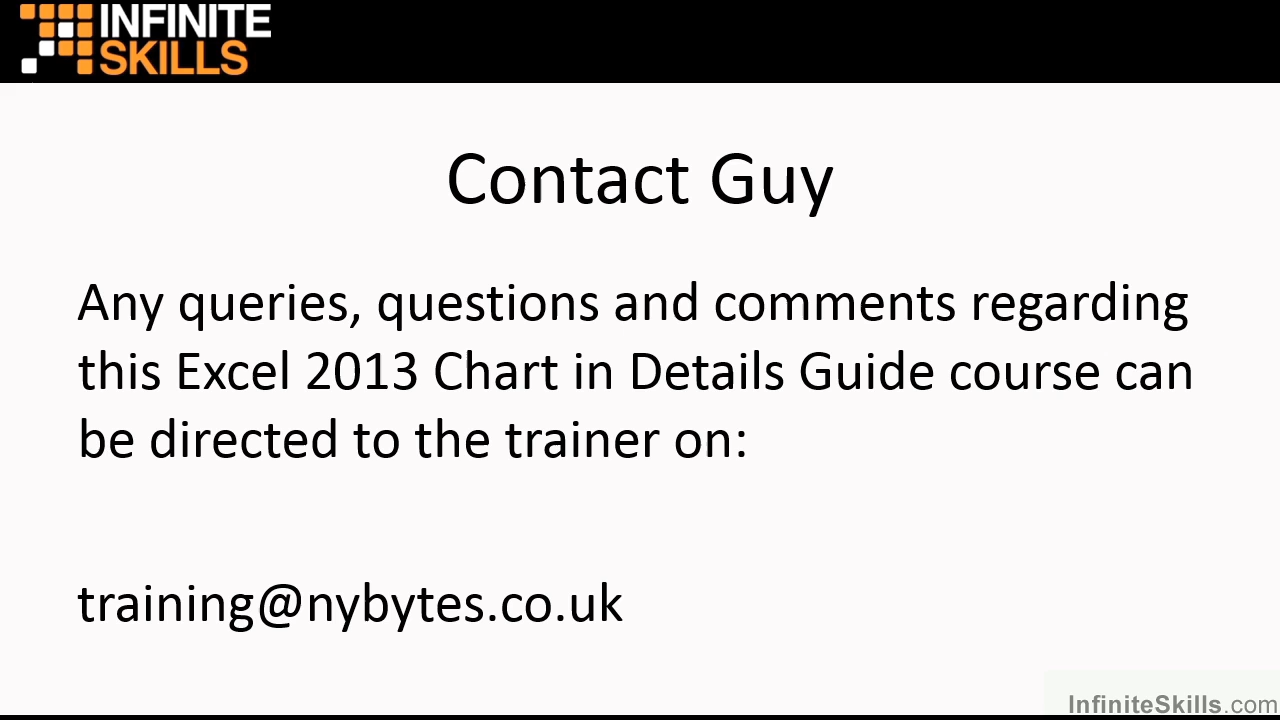 INFINITE
SKILLS
Contact Guy
Any queries, questions and comments regarding
this Excel 2013 Chart in Details Guide course can
be directed to the trainer on:
training@nybytes.co.uk
InfiniteSkills.com